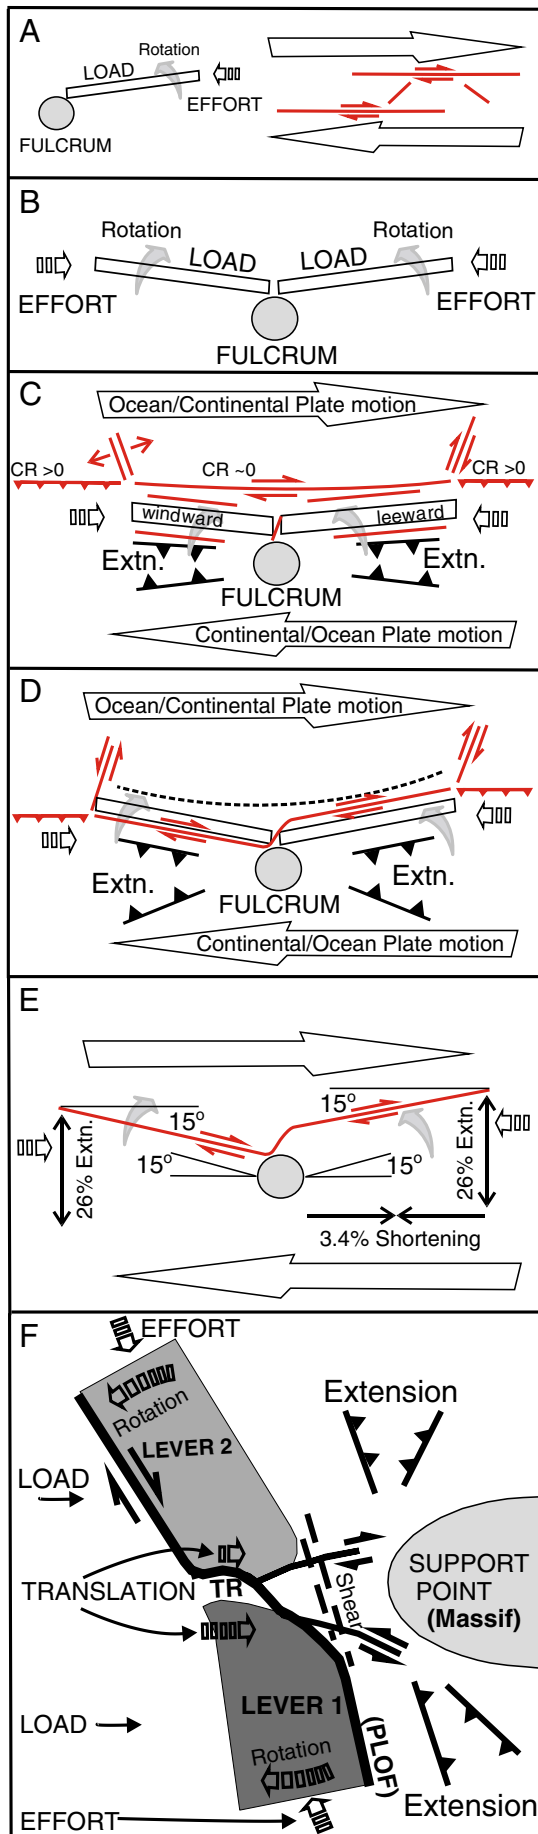 A
Rotation
LOAD
EFFORT
FULCRUM
B
Rotation
Rotation
LOAD
LOAD
EFFORT
EFFORT
FULCRUM
C
Ocean/Continental Plate motion
CR >0
CR ~0
CR >0
windward
leeward
Extn.
Extn.
FULCRUM
Continental/Ocean Plate motion
D
Ocean/Continental Plate motion
Extn.
Extn.
FULCRUM
Continental/Ocean Plate motion
E
15°
15°
15°
15°
26% Extn.
26% Extn.
3.4% Shortening
F
EFFORT
Rotation
Extension
LEVER 2
LOAD
TRANSLATION
TR
Shear
SUPPORT
POINT
(Massif)
LEVER 1
LOAD
(PLOF)
Rotation
EFFORT
Extension